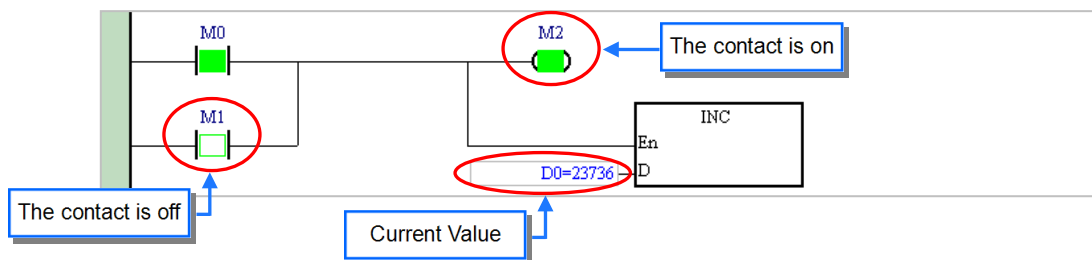 M0
M2
The contact is on
M1
INC
En
D0=23736
D
The contact is off
Current Value